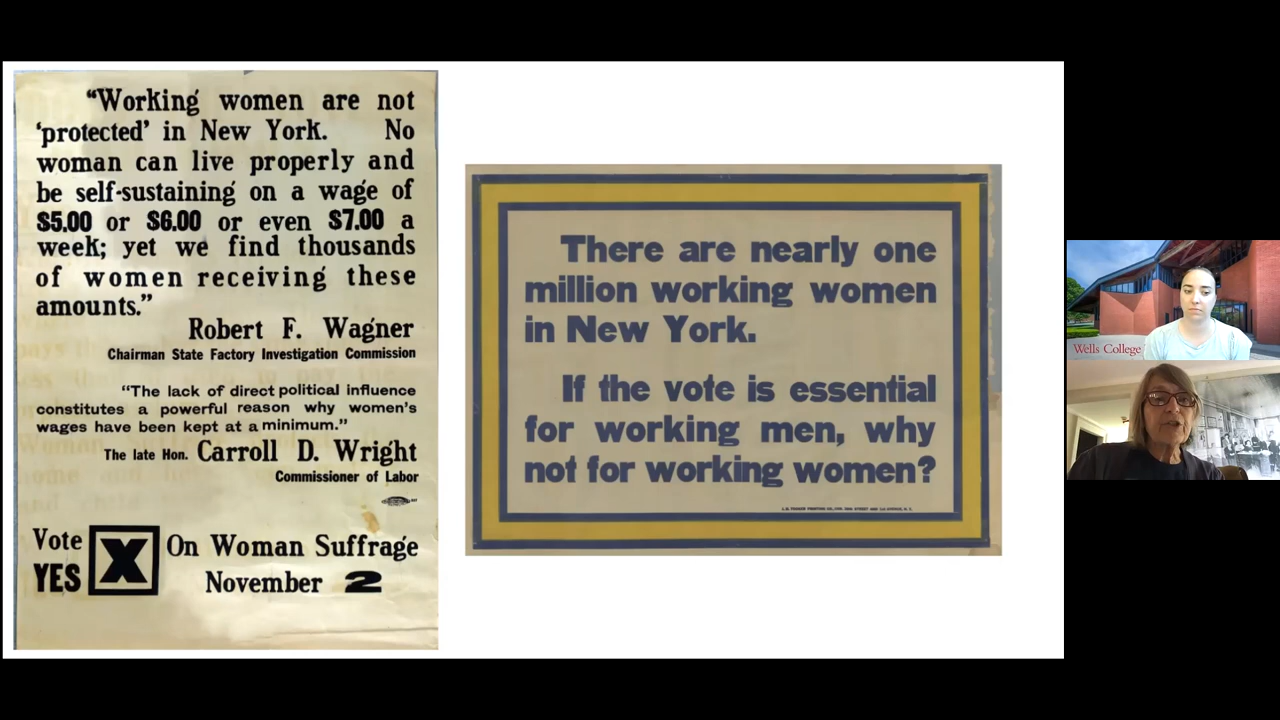 “Working women are not
‘protected’ in New York. No
woman can live properly and
be self-sustaining on a wage of
$5.00 or $6.00 or even $7.00 a
week; yet we find thousands
of women receiving these
amounts.”
Robert F. Wagner
Chairman State Factory Investigation Commission
“The lack of direct political influence
constitutes a powerful reason why women’s
wages have been kept at a minimum.”
The late Hon. Carroll D. Wright
Commissioner of Labor
Vote YES X On Woman Suffrage
November 2
There are nearly one
million working women
in New York.
If the vote is essential
for working men, why
not for working women?
Wells College